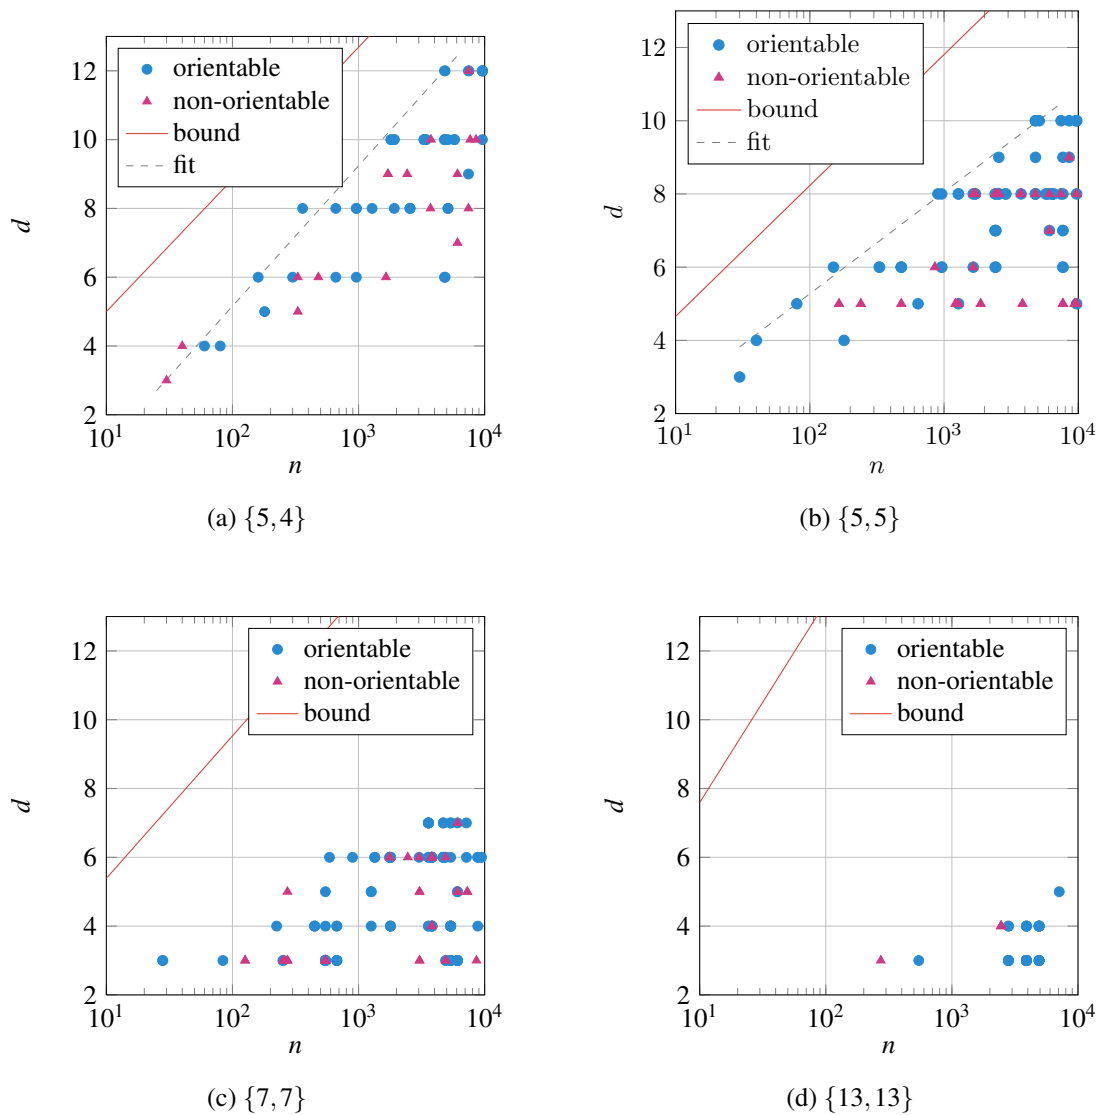 orientable
non-orientable
bound
fit
12
10
8
6
4
2
d
10^1 10^2 10^3 10^4
n
(a) {5,4}
orientable
non-orientable
bound
fit
12
10
8
6
4
2
d
10^1 10^2 10^3 10^4
n
(b) {5,5}
orientable
non-orientable
bound
12
10
8
6
4
2
d
10^1 10^2 10^3 10^4
n
(c) {7,7}
orientable
non-orientable
bound
12
10
8
6
4
2
d
10^1 10^2 10^3 10^4
n
(d) {13,13}